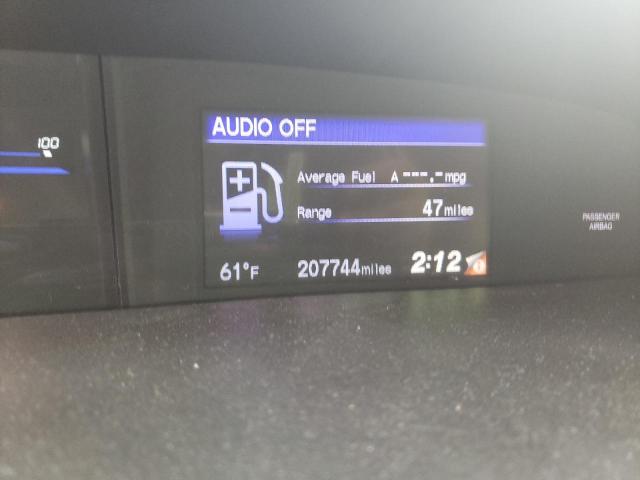 100
AUDIO OFF
Average Fuel A ---.- mpg
Range 47 miles
61°F 207744 miles 2:12
PASSENGER
AIRBAG